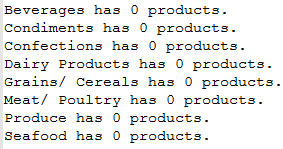 Beverages has 0 products.
Condiments has 0 products.
Confections has 0 products.
Dairy Products has 0 products.
Grains/ Cereals has 0 products.
Meat/ Poultry has 0 products.
Produce has 0 products.
Seafood has 0 products.